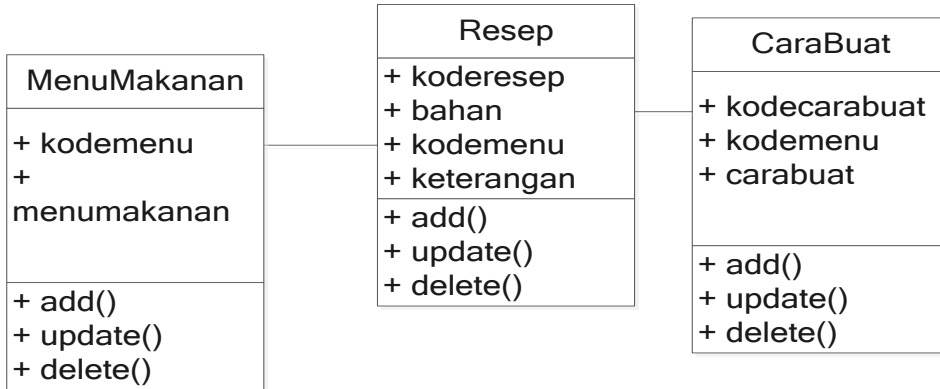 MenuMakanan
+ kodemenu
+
menumakanan
+ add()
+ update()
+ delete()
Resep
+ koderesep
+ bahan
+ kodemenu
+ keterangan
+ add()
+ update()
+ delete()
CaraBuat
+ kodecarabuat
+ kodemenu
+ carabuat
+ add()
+ update()
+ delete()